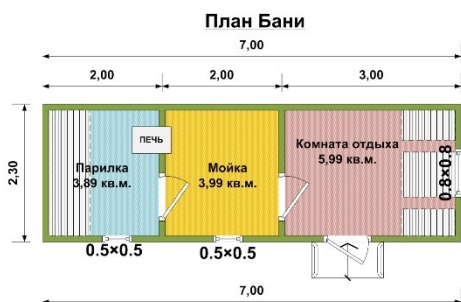 План Бани
7,00
2,00 2,00 3,00
2,30
ПЕЧЬ
Парилка
3,89 кв.м.
Мойка
3,99 кв.м.
Комната отдыха
5,99 кв.м.
0.8×0.8
0.5×0.5
0.5×0.5
7,00